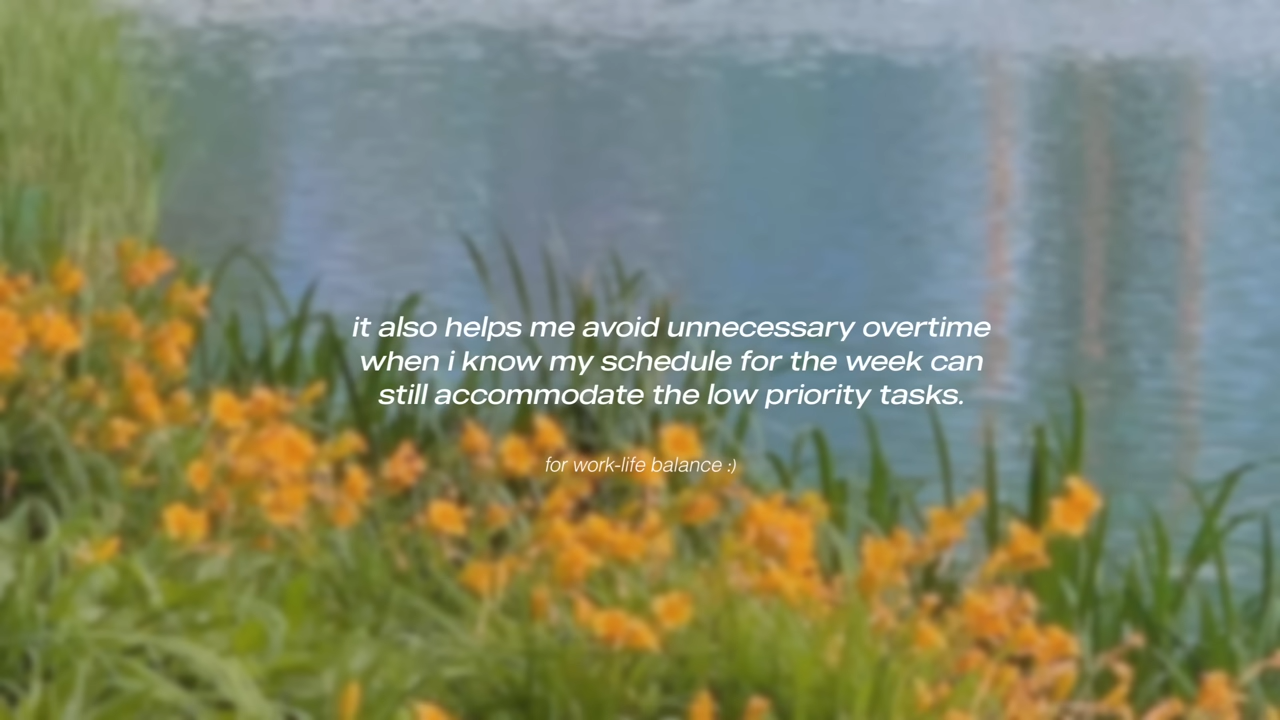 it also helps me avoid unnecessary overtime
when i know my schedule for the week can
still accommodate the low priority tasks.
for work-life balance :)